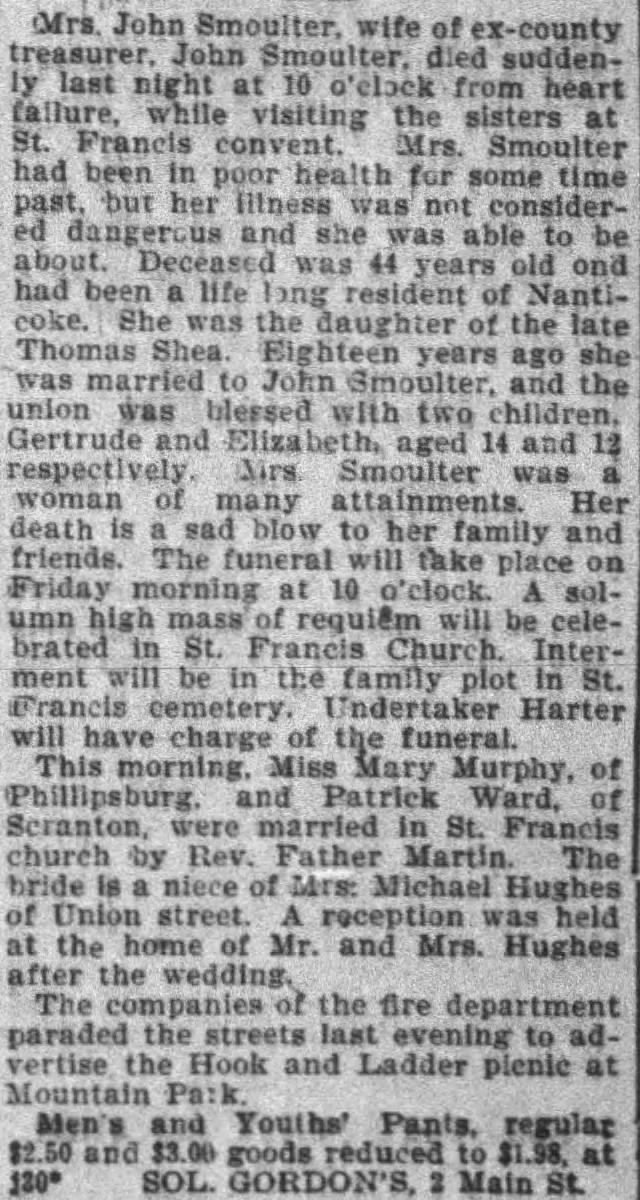 Mrs. John Smoulter, wife of ex-county
treasurer, John Smoulter, died sudden-
ly last night at 10 o'clock from heart
failure, while visiting the sisters at
St. Francis convent. Mrs. Smoulter
had been in poor health for some time
past, but her illness was not consider-
ed dangerous and she was able to be
about. Deceased was 44 years old ond
had been a life long resident of Nanti-
coke. She was the daughter of the late
Thomas Shea. Eighteen years ago she
was married to John Smoulter, and the
union was blessed with two children,
Gertrude and Elizabeth, aged 14 and 12
respectively. Mrs. Smoulter was a
woman of many attainments. Her
death is a sad blow to her family and
friends. The funeral will take place on
Friday morning at 10 o'clock. A sol-
umn high mass of requiem will be cele-
brated in St. Francis Church. Inter-
ment will be in the family plot in St.
Francis cemetery. Undertaker Harter
will have charge of the funeral.
This morning, Miss Mary Murphy, of
Phillipsburg, and Patrick Ward, of
Scranton, were married in St. Francis
church by Rev. Father Martin. The
bride is a niece of Mrs. Michael Hughes
of Union street. A reception was held
at the home of Mr. and Mrs. Hughes
after the wedding.
The companies of the fire department
paraded the streets last evening to ad-
vertise the Hook and Ladder picnic at
Mountain Park.
Men's and Youths' Pants, regular
$2.50 and $3.00 goods reduced to $1.98, at
j30* SOL. GORDON'S, 2 Main St.